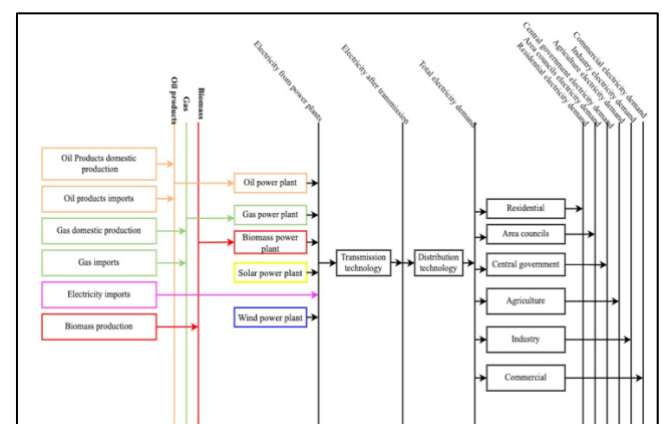 Oil products
Gas
Biomass
Electricity from power plants
Electricity after transmission
Total electricity demand
Residential electricity demand
Area councils electricity demand
Central government electricity demand
Agriculture electricity demand
Industry electricity demand
Commercial electricity demand
Oil Products domestic
production
Oil products imports
Gas domestic production
Gas imports
Electricity imports
Biomass production
Oil power plant
Gas power plant
Biomass power
plant
Solar power plant
Wind power plant
Transmission
technology
Distribution
technology
Residential
Area councils
Central government
Agriculture
Industry
Commercial